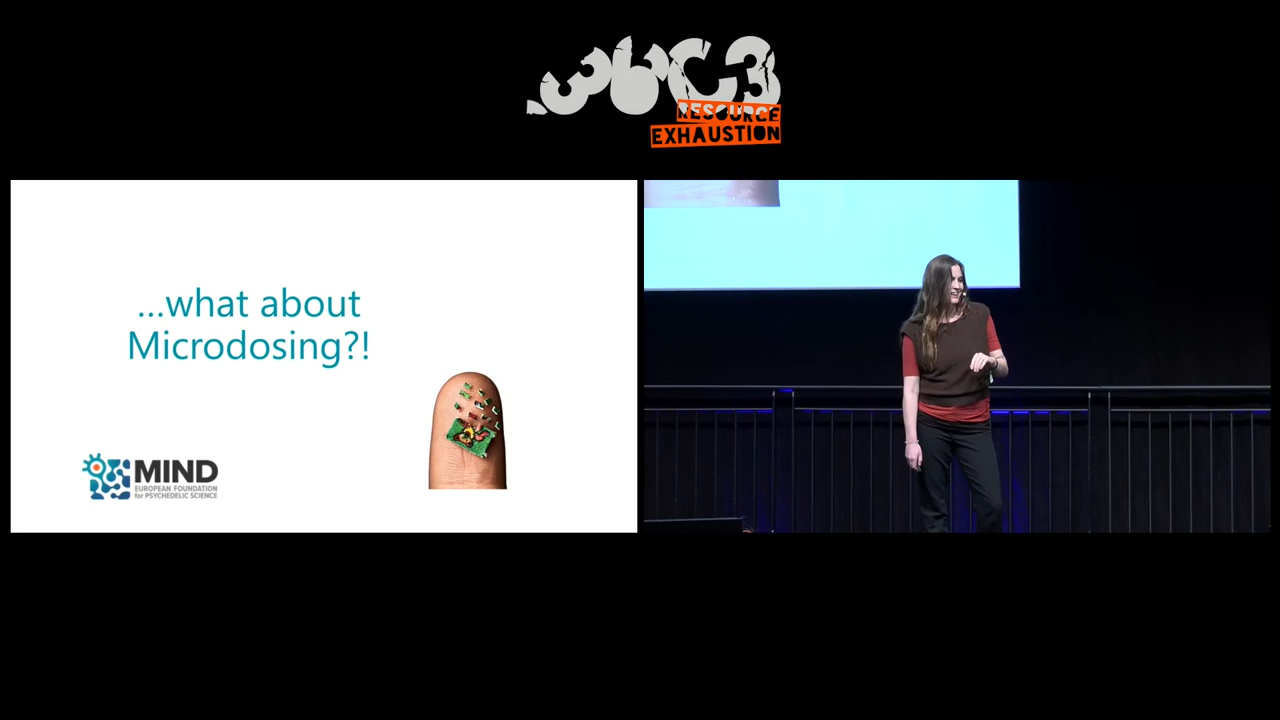 36C3
RESOURCE
EXHAUSTION
...what about
Microdosing?!
MIND
EUROPEAN FOUNDATION
for PSYCHEDELIC SCIENCE